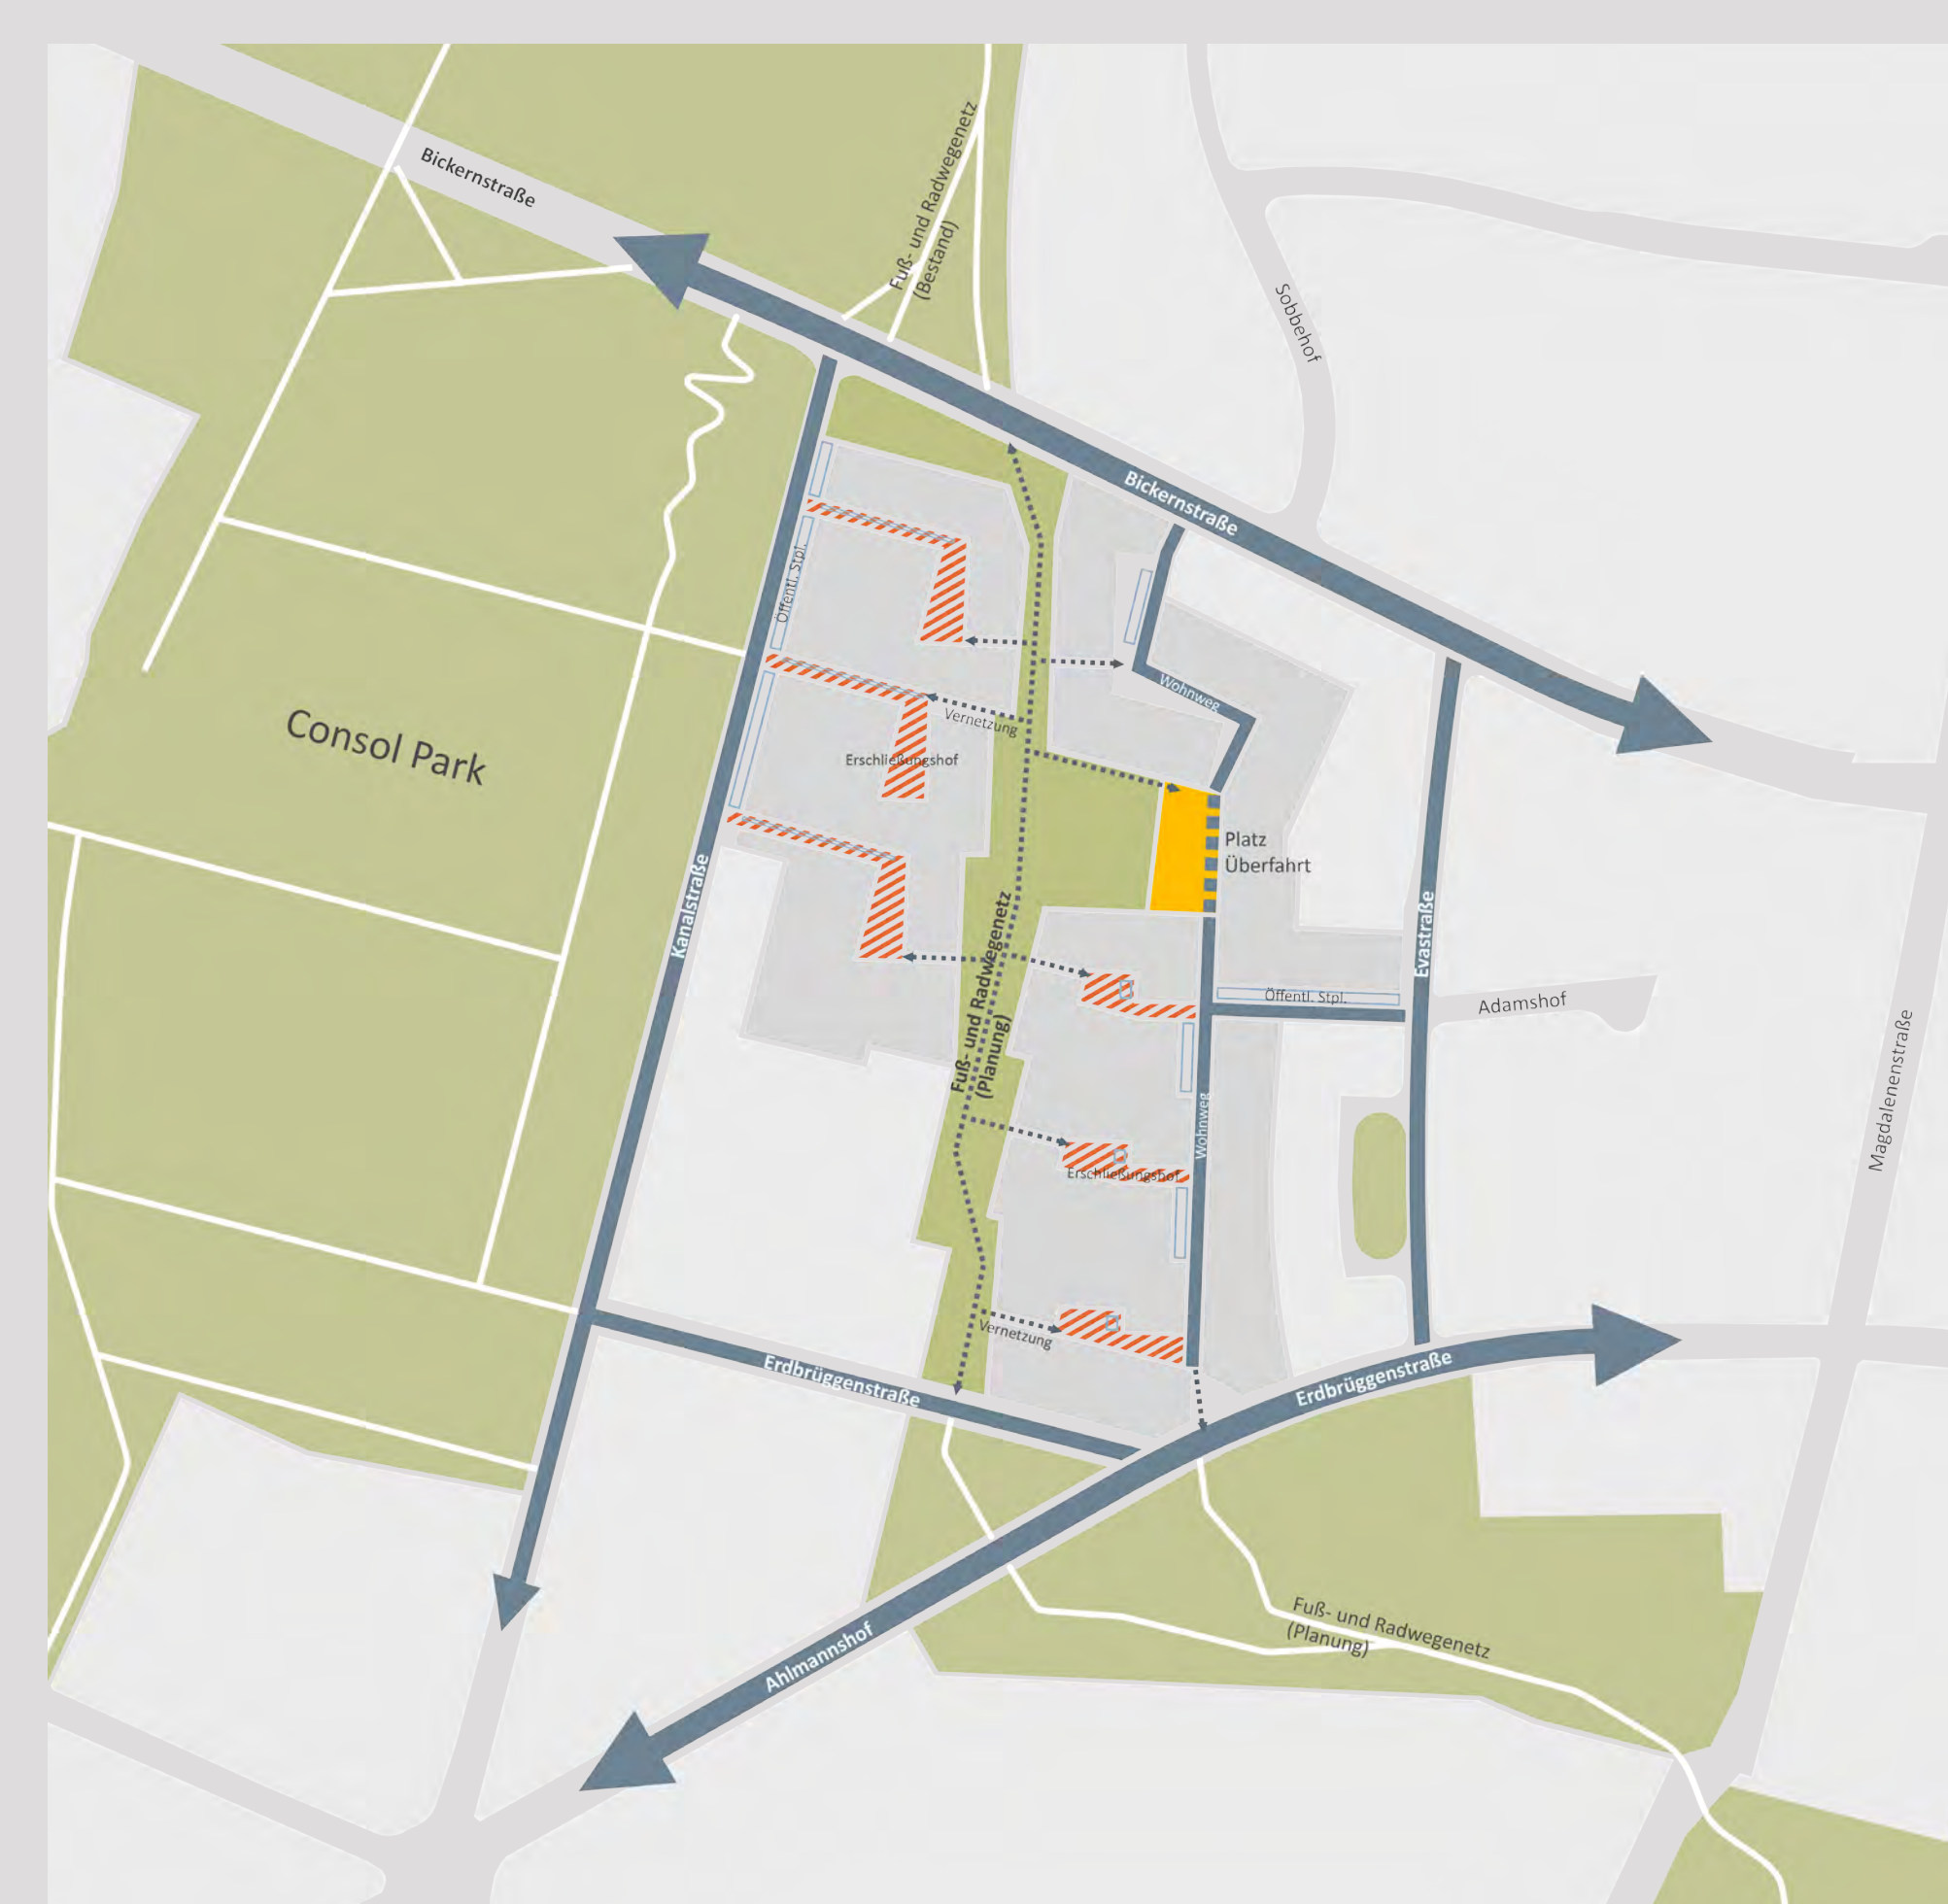 Bickernstraße
Fuß- und Radwegenetz
(Bestand)
Sobbehof
Bickernstraße
Öffentl. Stpl.
Wohnweg
Vernetzung
Consol Park
Erschließungshof
Platz
Überfahrt
Kanalstraße
Evastraße
Fuß- und Radwegenetz
(Planung)
Öffentl. Stpl.
Adamshof
Magdalenenstraße
Wohnweg
Erschließungshof
Vernetzung
Erdbrüggenstraße
Erdbrüggenstraße
Fuß- und Radwegenetz
(Planung)
Ahlmannshof